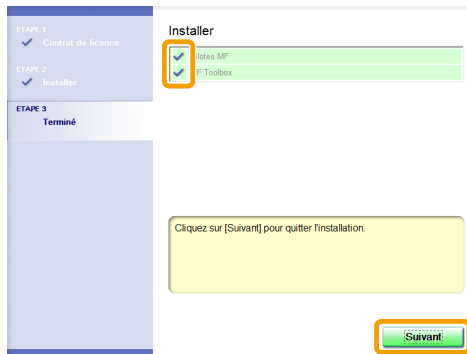 ETAPE 1
Contrat de licence
ETAPE 2
Installer
ETAPE 3
Terminé
Installer
ilotes MF
F Toolbox
Cliquez sur [Suivant] pour quitter l'installation.
Suivant